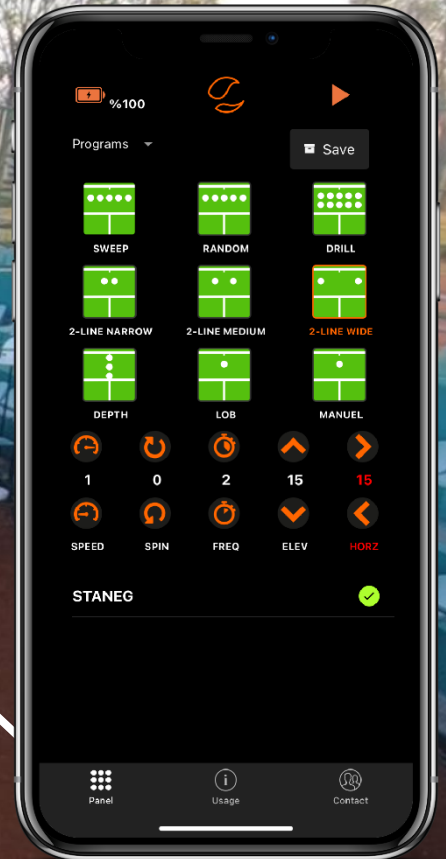 %100
Programs
Save
SWEEP RANDOM DRILL
2-LINE NARROW 2-LINE MEDIUM 2-LINE WIDE
DEPTH LOB MANUEL
1 0 2 15 15
SPEED SPIN FREQ ELEV HORZ
STANEG
Panel Usage Contact